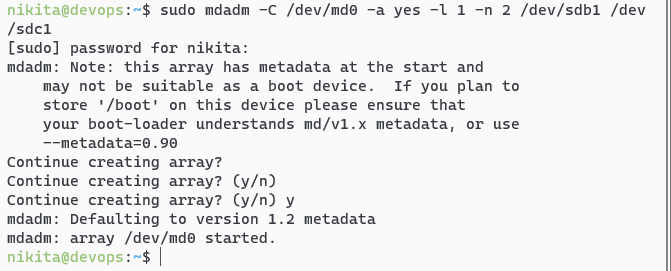 nikita@devops:~$ sudo mdadm -C /dev/md0 -a yes -l 1 -n 2 /dev/sdb1 /dev
/sdc1
[sudo] password for nikita:
mdadm: Note: this array has metadata at the start and
    may not be suitable as a boot device.  If you plan to
    store '/boot' on this device please ensure that
    your boot-loader understands md/v1.x metadata, or use
    --metadata=0.90
Continue creating array?
Continue creating array? (y/n)
Continue creating array? (y/n) y
mdadm: Defaulting to version 1.2 metadata
mdadm: array /dev/md0 started.
nikita@devops:~$